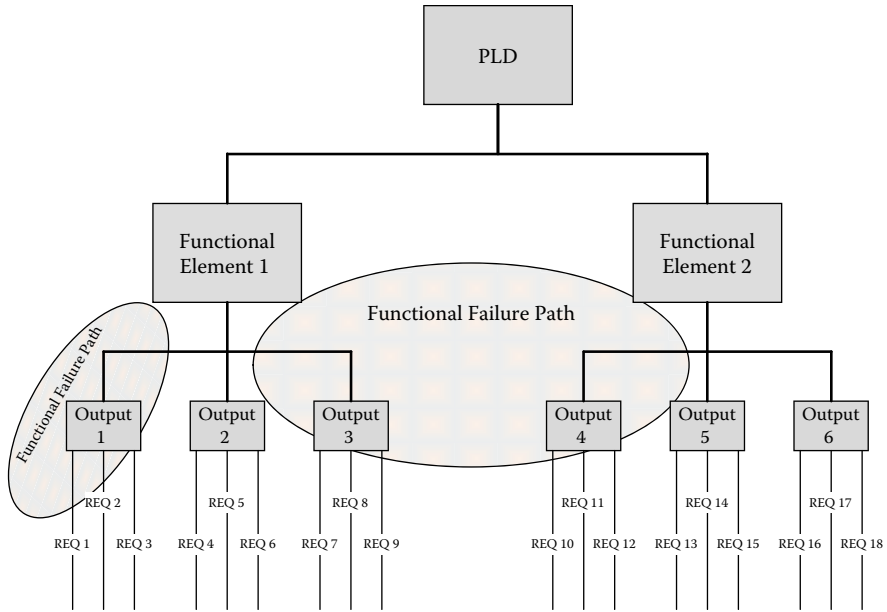 PLD
Functional
Element 1
Functional
Element 2
Functional Failure Path
Functional Failure Path
Output
1
Output
2
Output
3
Output
4
Output
5
Output
6
REQ 2
REQ 5
REQ 8
REQ 11
REQ 14
REQ 17
REQ 1
REQ 3
REQ 4
REQ 6
REQ 7
REQ 9
REQ 10
REQ 12
REQ 13
REQ 15
REQ 16
REQ 18